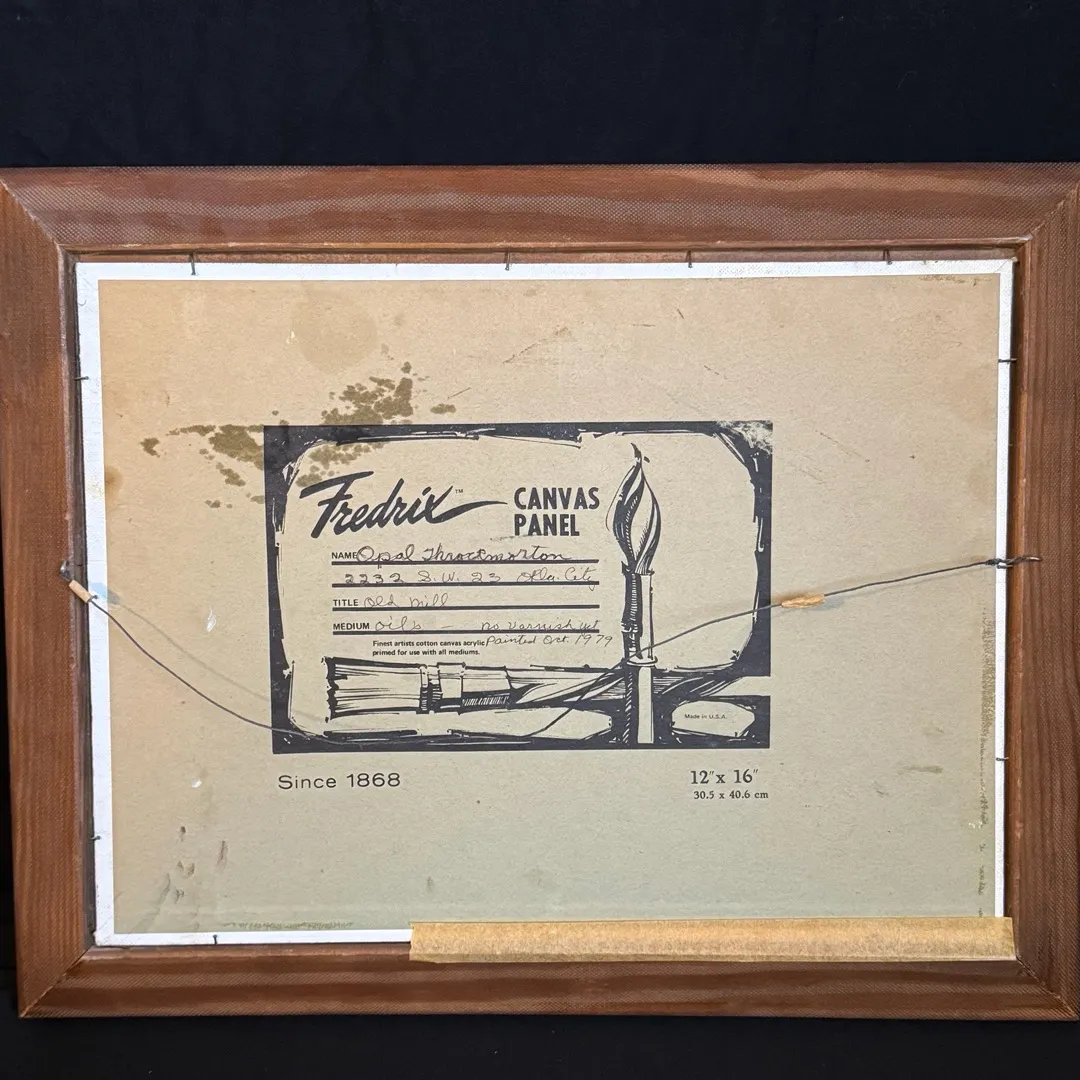 Fredrix™ CANVAS PANEL
NAME Opal Throckmorton
2232 S.W. 23 Okla. City
TITLE Old Mill
MEDIUM Oils - no varnish yet
Painted Oct. 1979
Finest artists cotton canvas acrylic
primed for use with all mediums.
Made in U.S.A.
Since 1868
12"x 16"
30.5 x 40.6 cm